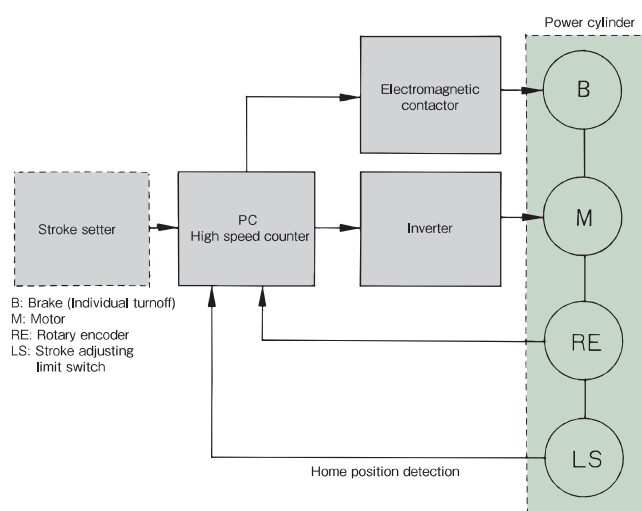 Power cylinder
Electromagnetic
contactor
B
Stroke setter
PC
High speed counter
Inverter
M
B: Brake (Individual turnoff)
M: Motor
RE: Rotary encoder
LS: Stroke adjusting
limit switch
RE
LS
Home position detection